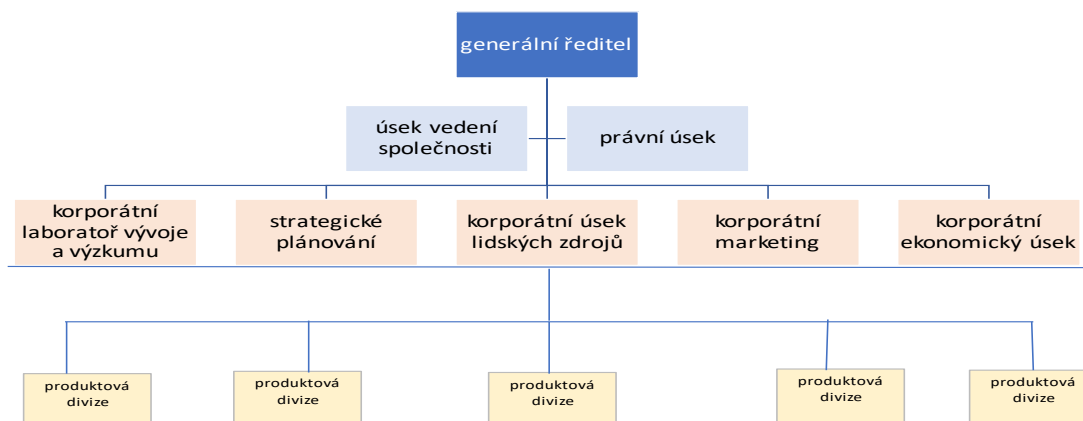 generální ředitel
úsek vedení
společnosti
právní úsek
korporátní
laboratoř vývoje
a výzkumu
strategické
plánování
korporátní úsek
lidských zdrojů
korporátní
marketing
korporátní
ekonomický úsek
produktová
divize
produktová
divize
produktová
divize
produktová
divize
produktová
divize